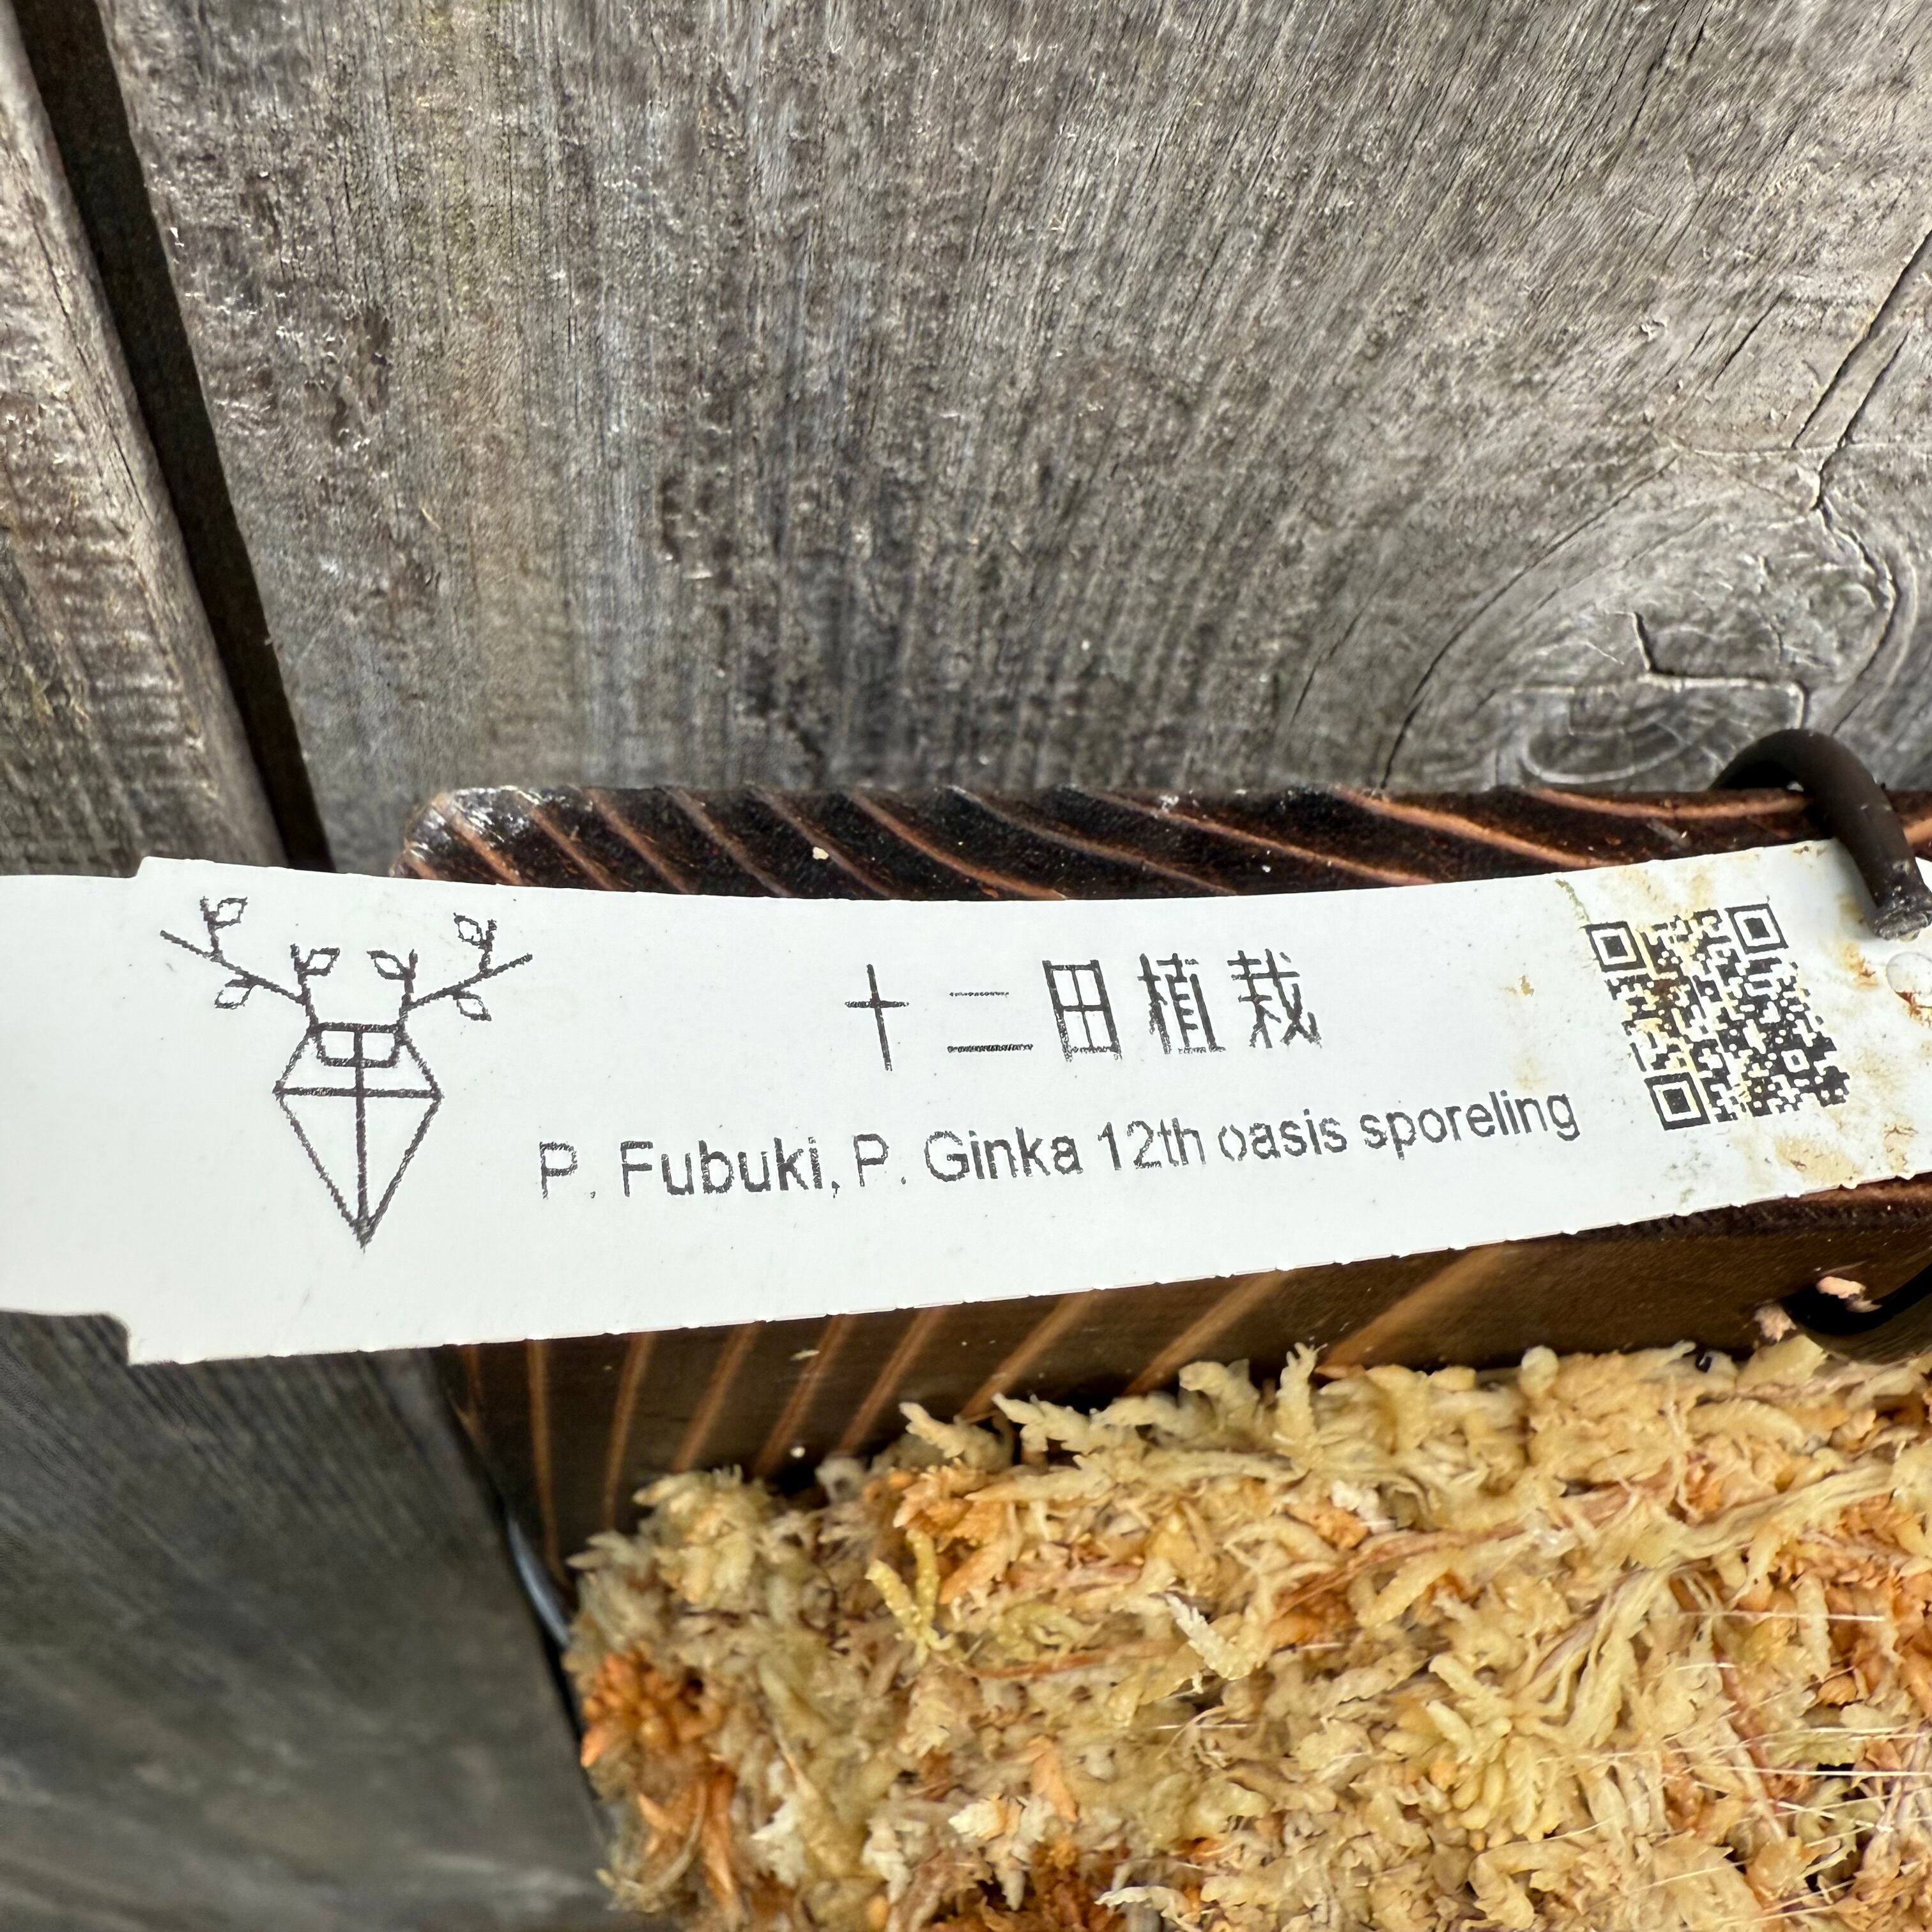 十二田植栽
P. Fubuki, P. Ginka 12th oasis sporeling